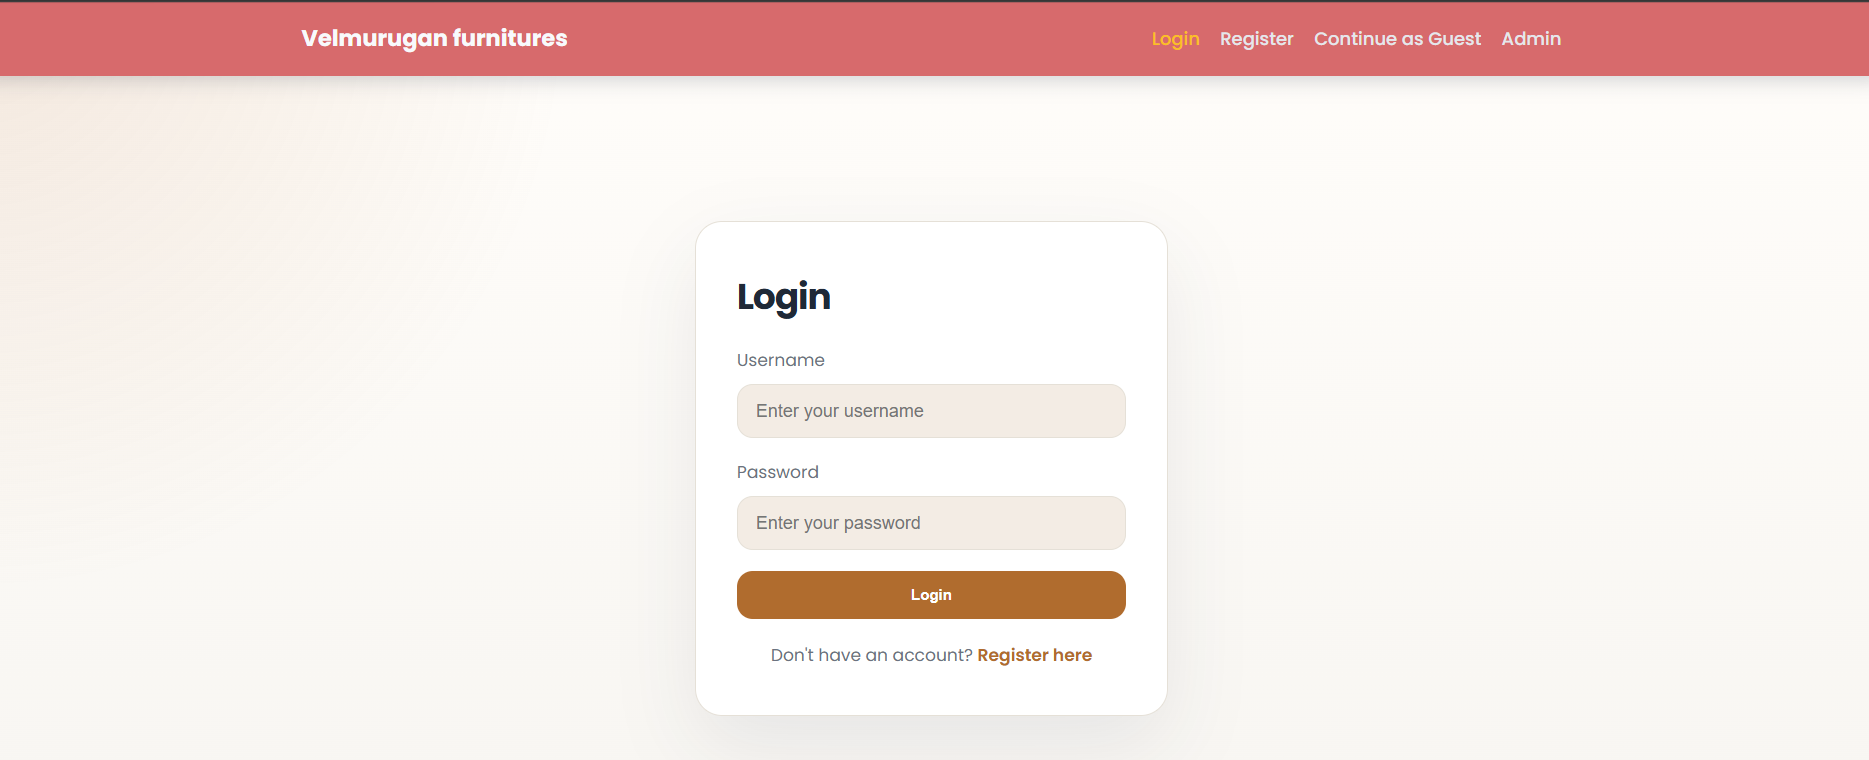 Velmurugan furnitures
Login Register Continue as Guest Admin
Login
Username
Enter your username
Password
Enter your password
Login
Don't have an account? Register here